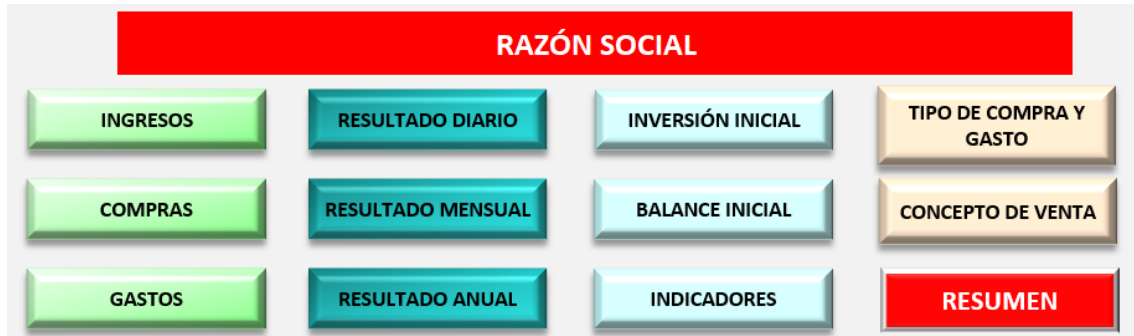 RAZÓN SOCIAL
INGRESOS
RESULTADO DIARIO
INVERSIÓN INICIAL
TIPO DE COMPRA Y
GASTO
COMPRAS
RESULTADO MENSUAL
BALANCE INICIAL
CONCEPTO DE VENTA
GASTOS
RESULTADO ANUAL
INDICADORES
RESUMEN